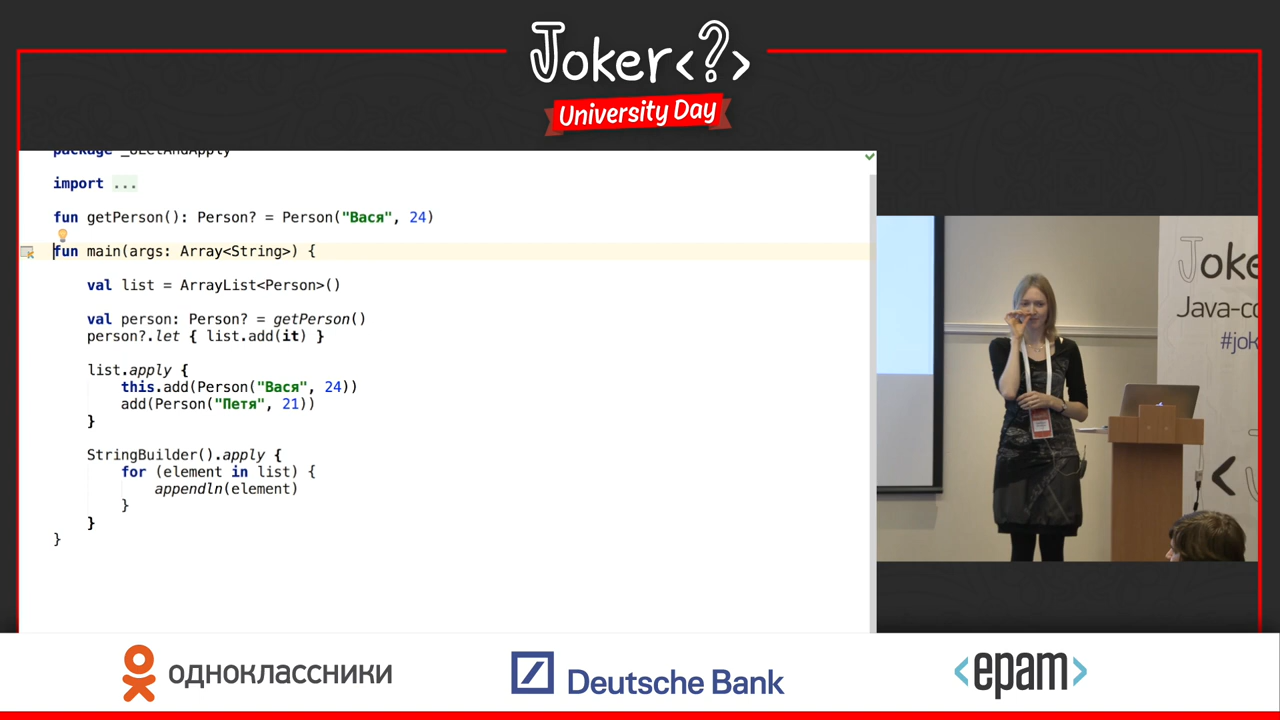 Joker<?>
University Day
import ...
fun getPerson(): Person? = Person("Вася", 24)
fun main(args: Array<String>) {
val list = ArrayList<Person>()
val person: Person? = getPerson()
person?.let { list.add(it) }
list.apply {
this.add(Person("Вася", 24))
add(Person("Петя", 21))
}
StringBuilder().apply {
for (element in list) {
appendln(element)
}
}
}
Java-co
#jok
одноклассники
Deutsche Bank
<epam>